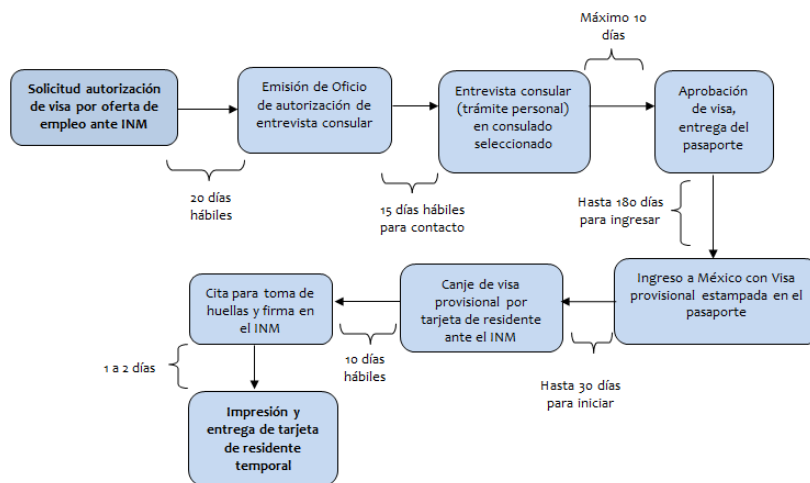 Máximo 10
días
Solicitud autorización
de visa por oferta de
empleo ante INM
Emisión de Oficio
de autorización de
entrevista consular
Entrevista consular
(trámite personal)
en consulado
seleccionado
Aprobación
de visa,
entrega del
pasaporte
20 días
hábiles
15 días hábiles
para contacto
Hasta 180 días
para ingresar
Cita para toma de
huellas y firma en
el INM
Canje de visa
provisional por
tarjeta de residente
ante el INM
Ingreso a México con Visa
provisional estampada en el
pasaporte
1 a 2 días
10 días
hábiles
Hasta 30 días
para iniciar
Impresión y
entrega de tarjeta
de residente
temporal